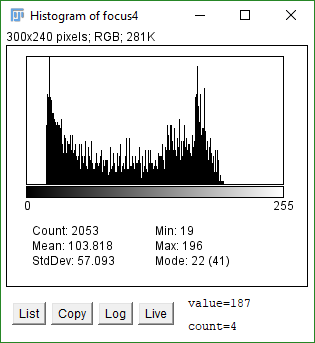 Histogram of focus4
300x240 pixels; RGB; 281K
0 255
Count: 2053 Min: 19
Mean: 103.818 Max: 196
StdDev: 57.093 Mode: 22 (41)
List Copy Log Live value=187
count=4